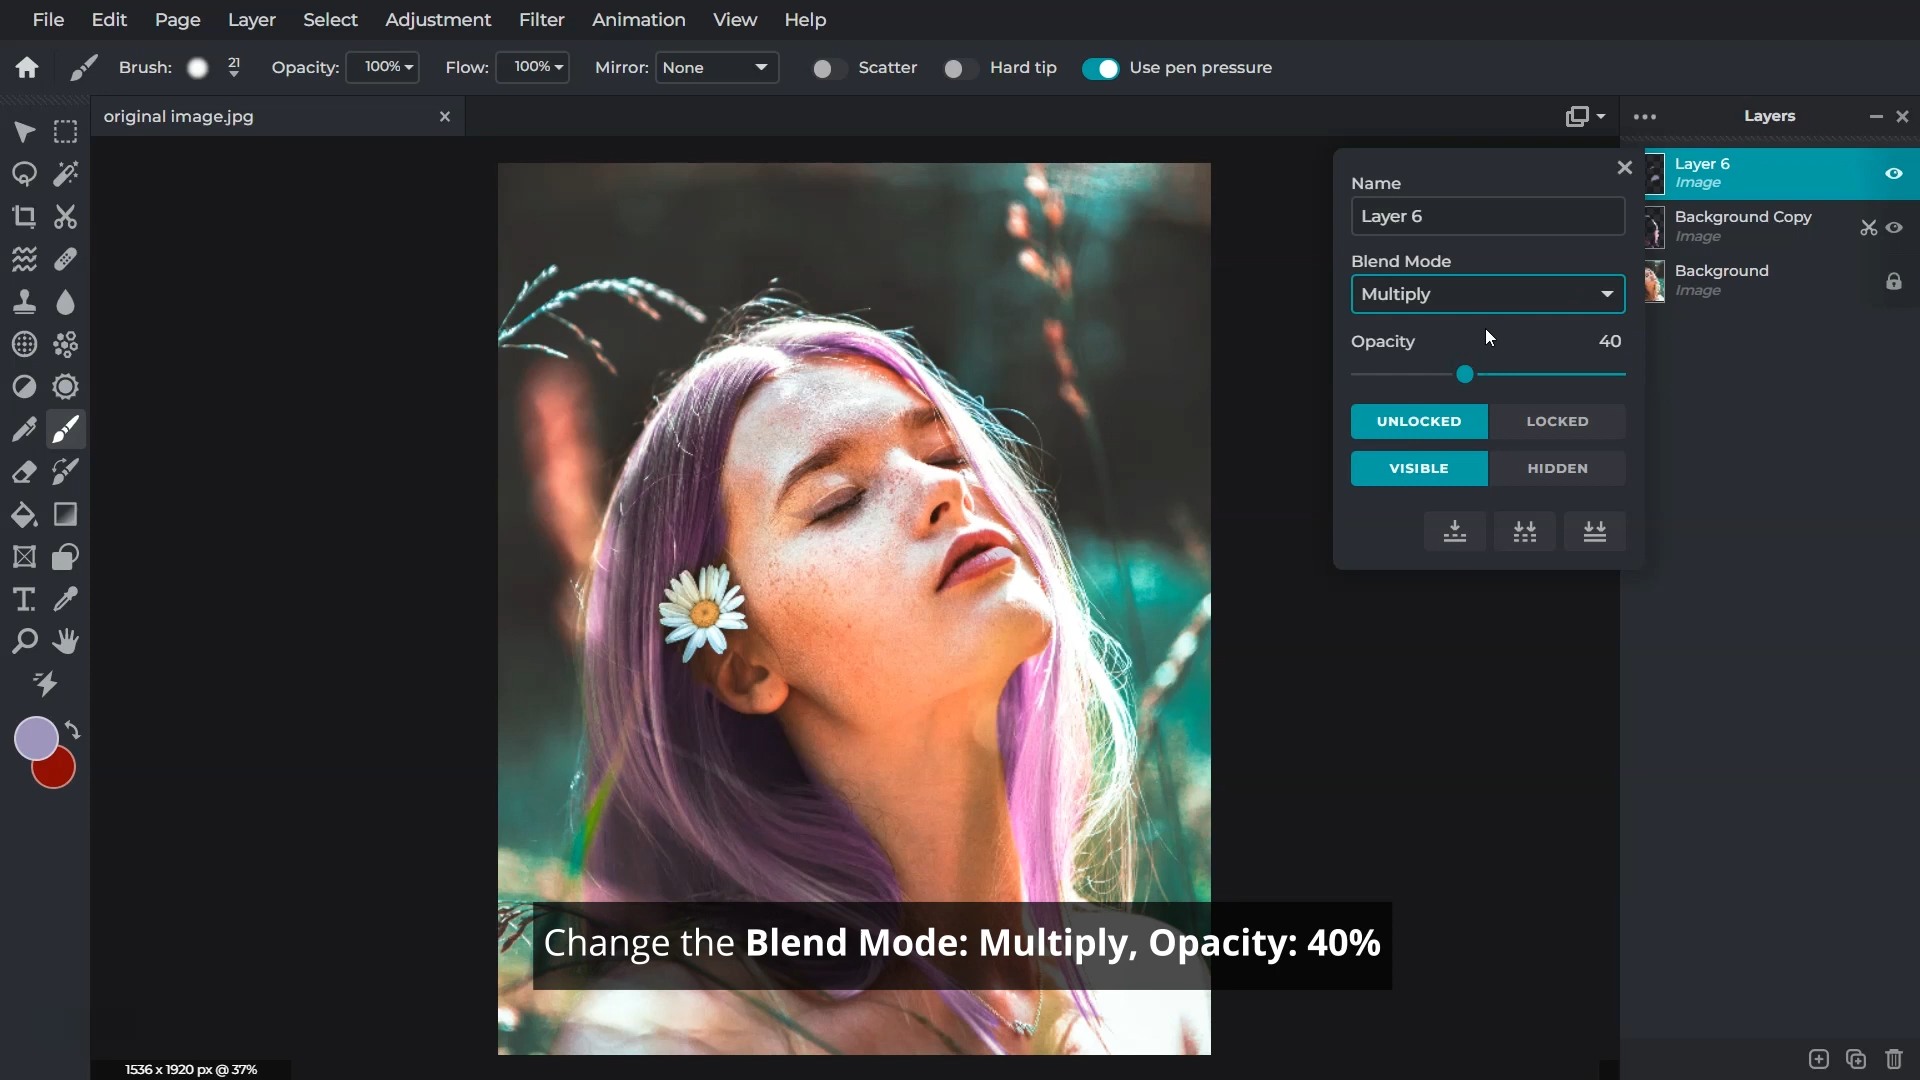 File Edit Page Layer Select Adjustment Filter Animation View Help
Brush: 21 Opacity: 100% Flow: 100% Mirror: None Scatter Hard tip Use pen pressure
original image.jpg
Layers
Layer 6
Image
Background Copy
Image
Background
Image
Name
Layer 6
Blend Mode
Multiply
Opacity 40
UNLOCKED LOCKED
VISIBLE HIDDEN
Change the Blend Mode: Multiply, Opacity: 40%
1536 x 1920 px @ 37%